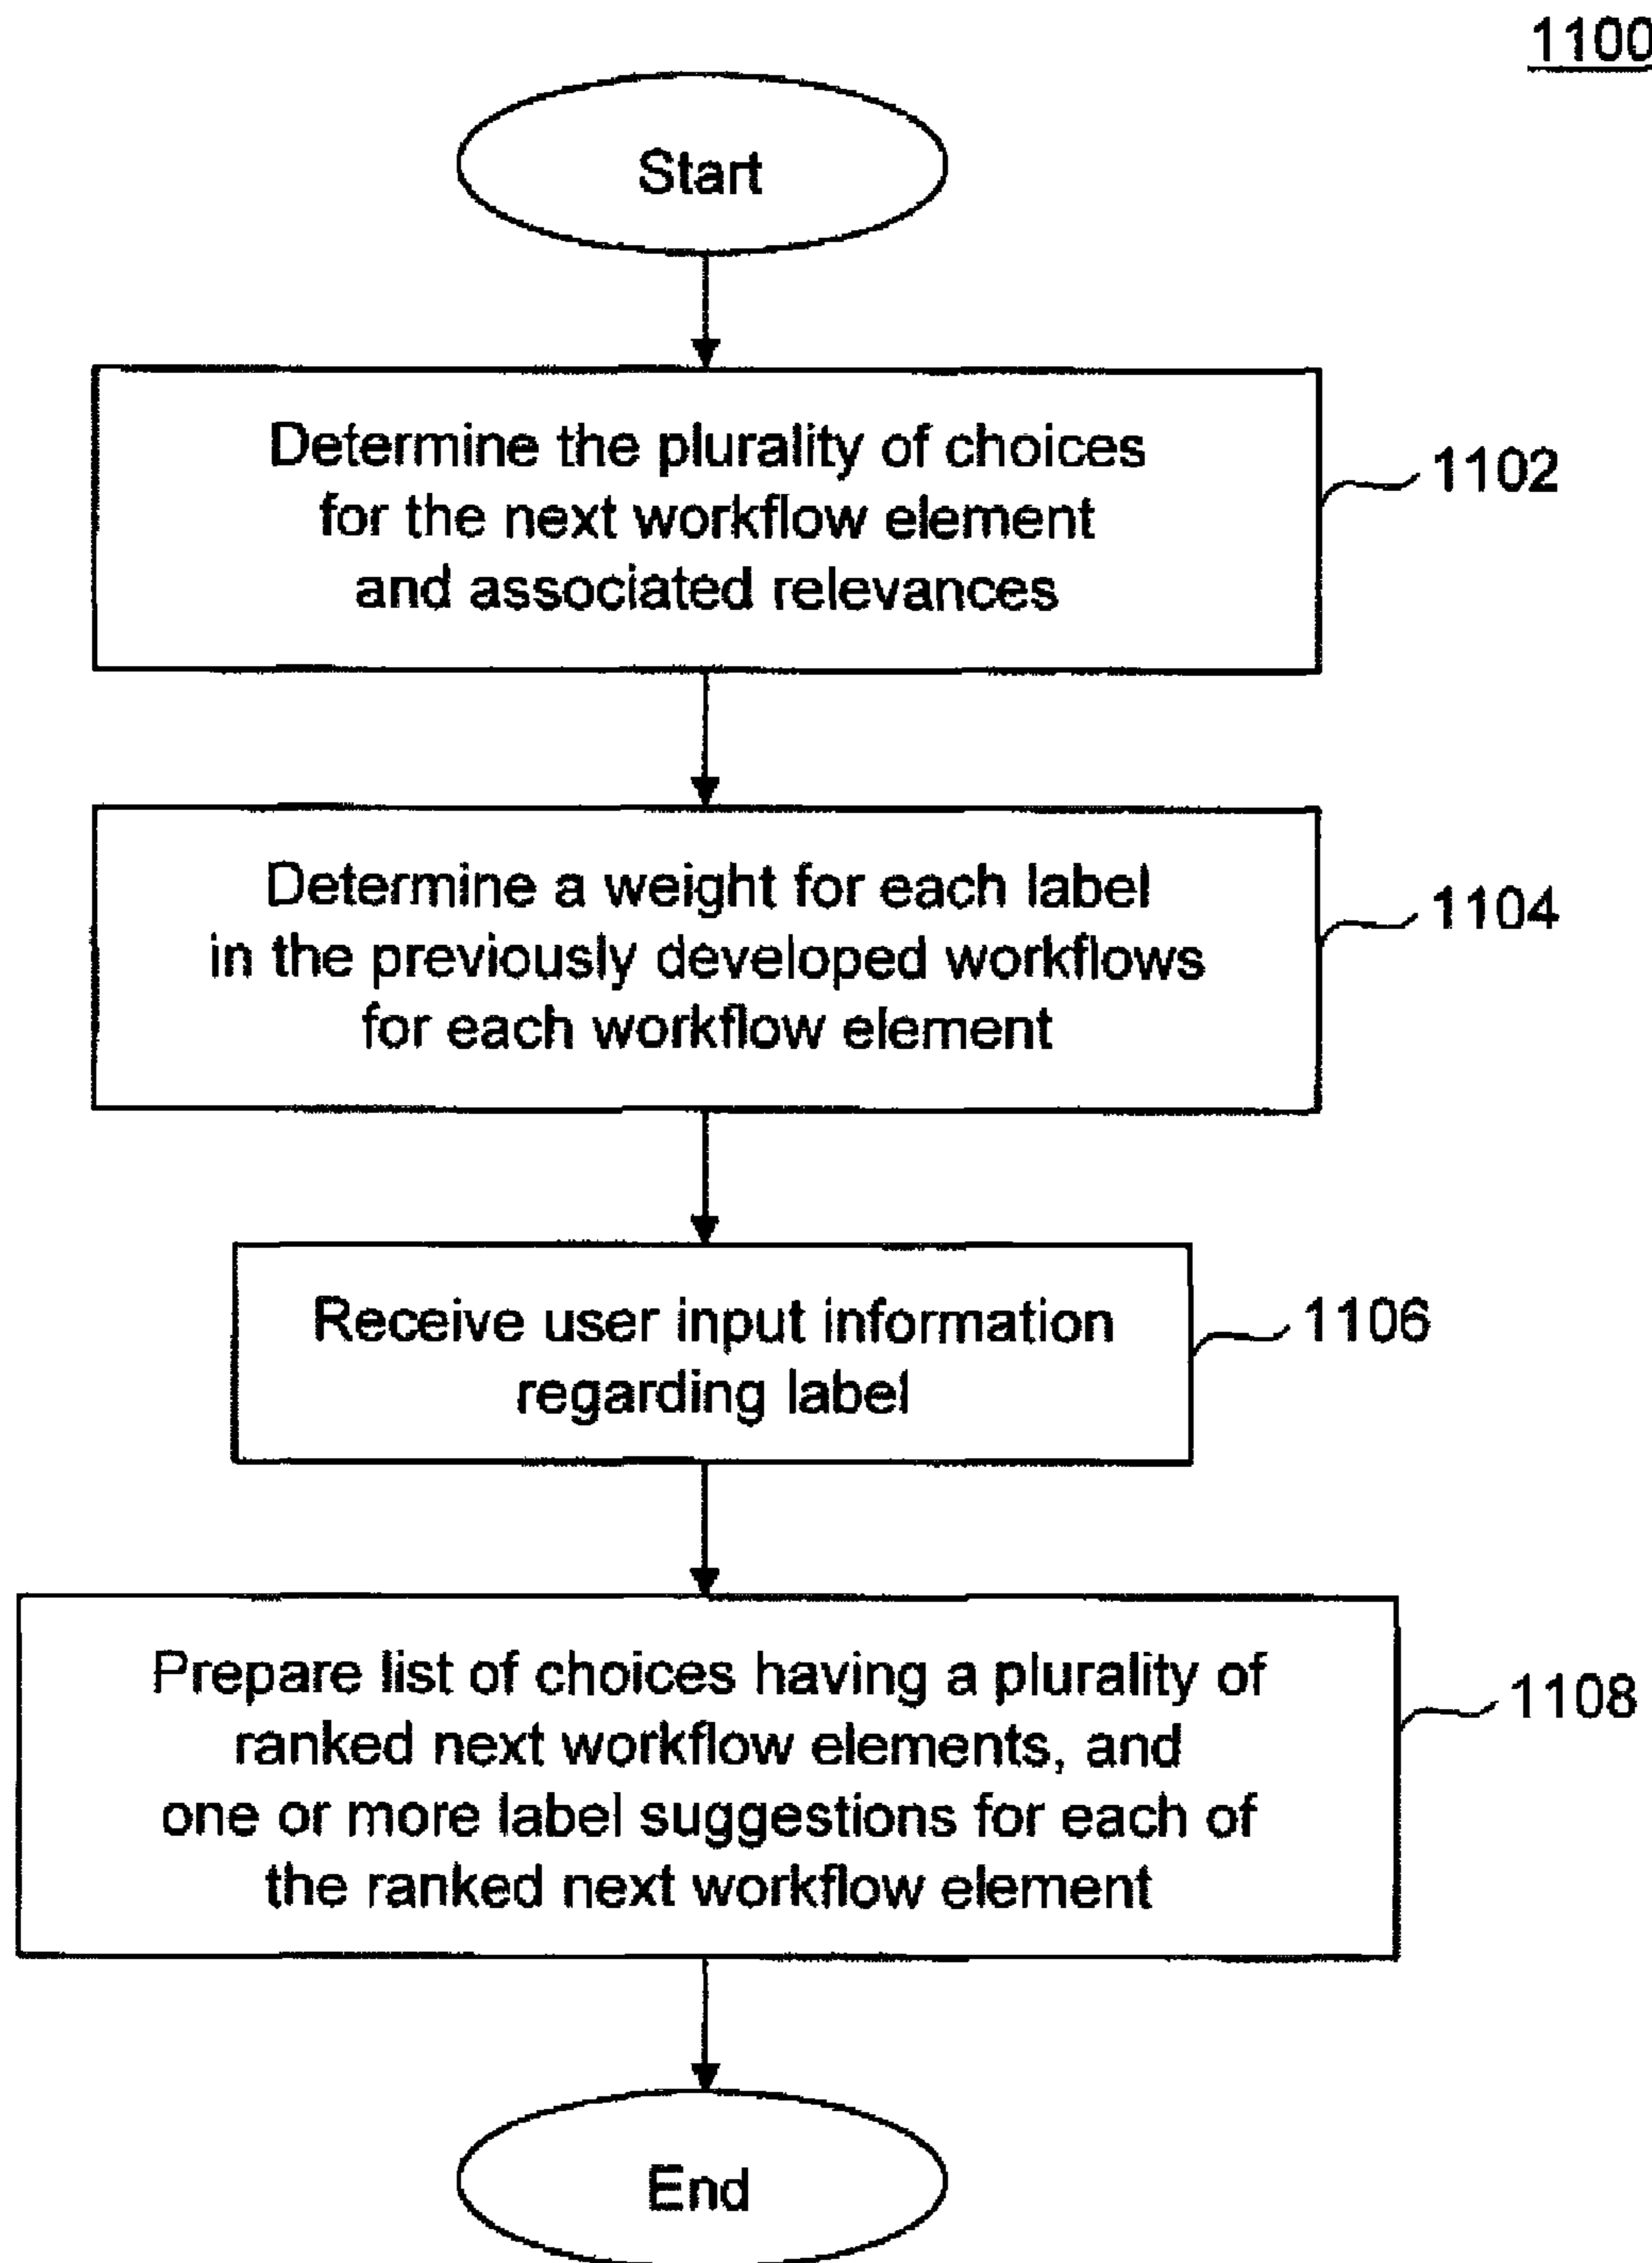 1100
Start
Determine the plurality of choices
for the next workflow element
and associated relevances
1102
Determine a weight for each label
in the previously developed workflows
for each workflow element
1104
Receive user input information
regarding label
1106
Prepare list of choices having a plurality of
ranked next workflow elements, and
one or more label suggestions for each of
the ranked next workflow element
1108
End